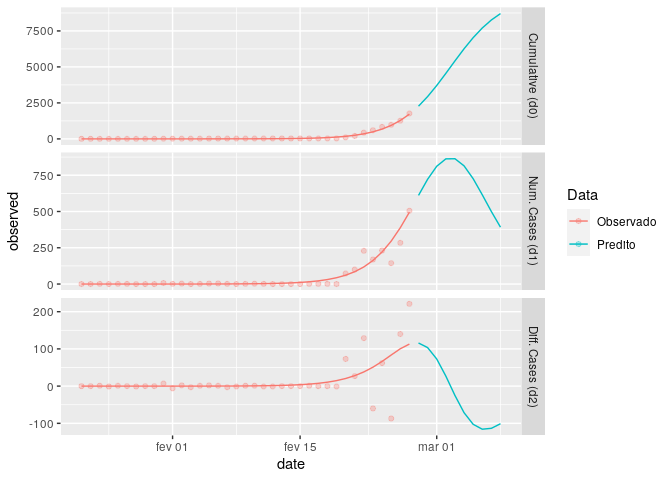 7500
5000
2500
0
Cumulative (d0)
750
500
250
0
Num. Cases (d1)
200
100
0
-100
Diff. Cases (d2)
observed
fev 01
fev 15
mar 01
date
Data
Observado
Predito